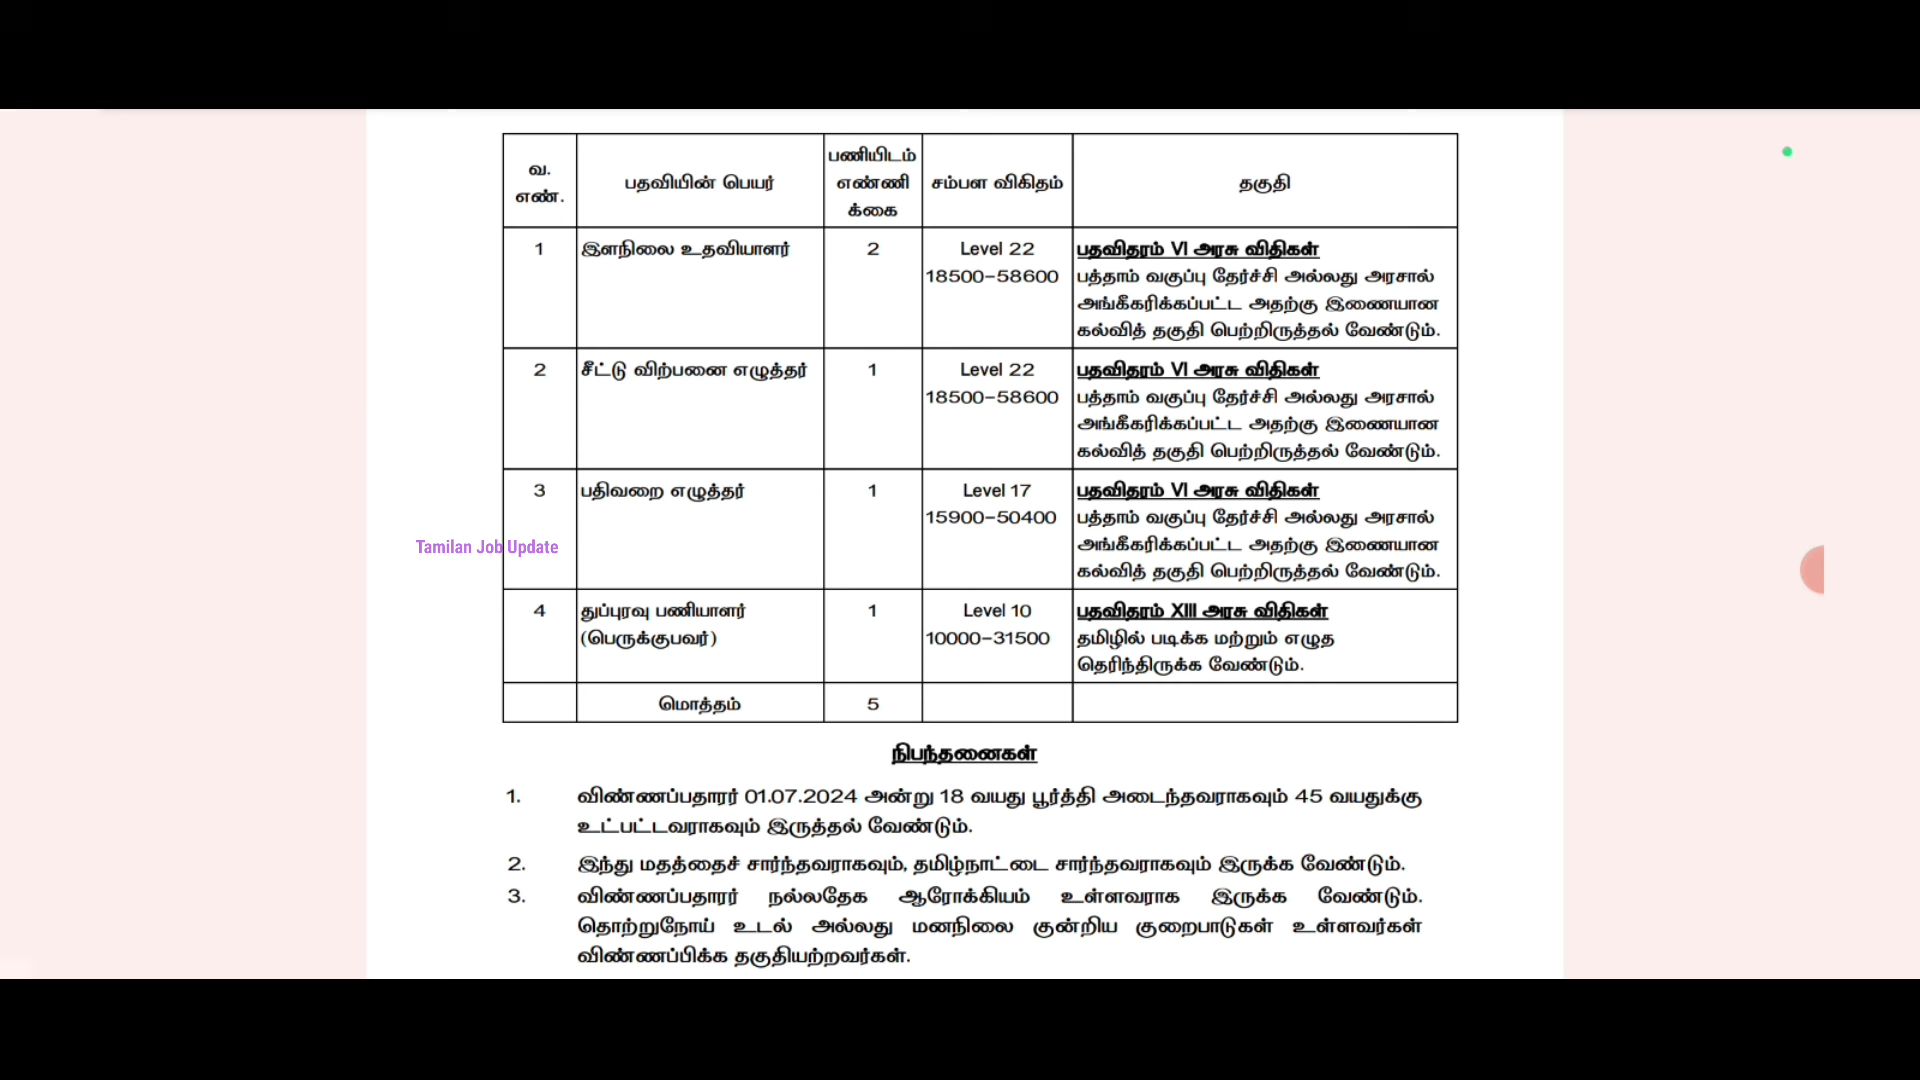 வ.
எண்.
பதவியின் பெயர்
பணியிடம்
எண்ணி
க்கை
சம்பள விகிதம்
தகுதி
1
இளநிலை உதவியாளர்
2
Level 22
18500-58600
பதவிதரம் VI அரசு விதிகள்
பத்தாம் வகுப்பு தேர்ச்சி அல்லது அரசால்
அங்கீகரிக்கப்பட்ட அதற்கு இணையான
கல்வித் தகுதி பெற்றிருத்தல் வேண்டும்.
2
சீட்டு விற்பனை எழுத்தர்
1
Level 22
18500-58600
பதவிதரம் VI அரசு விதிகள்
பத்தாம் வகுப்பு தேர்ச்சி அல்லது அரசால்
அங்கீகரிக்கப்பட்ட அதற்கு இணையான
கல்வித் தகுதி பெற்றிருத்தல் வேண்டும்.
3
பதிவறை எழுத்தர்
1
Level 17
15900-50400
பதவிதரம் VI அரசு விதிகள்
பத்தாம் வகுப்பு தேர்ச்சி அல்லது அரசால்
அங்கீகரிக்கப்பட்ட அதற்கு இணையான
கல்வித் தகுதி பெற்றிருத்தல் வேண்டும்.
Tamilan Job Update
4
துப்புரவு பணியாளர்
(பெருக்குபவர்)
1
Level 10
10000-31500
பதவிதரம் XIII அரசு விதிகள்
தமிழில் படிக்க மற்றும் எழுத
தெரிந்திருக்க வேண்டும்.
மொத்தம்
5
நிபந்தனைகள்
1. விண்ணப்பதாரர் 01.07.2024 அன்று 18 வயது பூர்த்தி அடைந்தவராகவும் 45 வயதுக்கு
உட்பட்டவராகவும் இருத்தல் வேண்டும்.
2. இந்து மதத்தைச் சார்ந்தவராகவும், தமிழ்நாட்டை சார்ந்தவராகவும் இருக்க வேண்டும்.
3. விண்ணப்பதாரர் நல்லதேக ஆரோக்கியம் உள்ளவராக இருக்க வேண்டும்.
தொற்றுநோய் உடல் அல்லது மனநிலை குன்றிய குறைபாடுகள் உள்ளவர்கள்
விண்ணப்பிக்க தகுதியற்றவர்கள்.